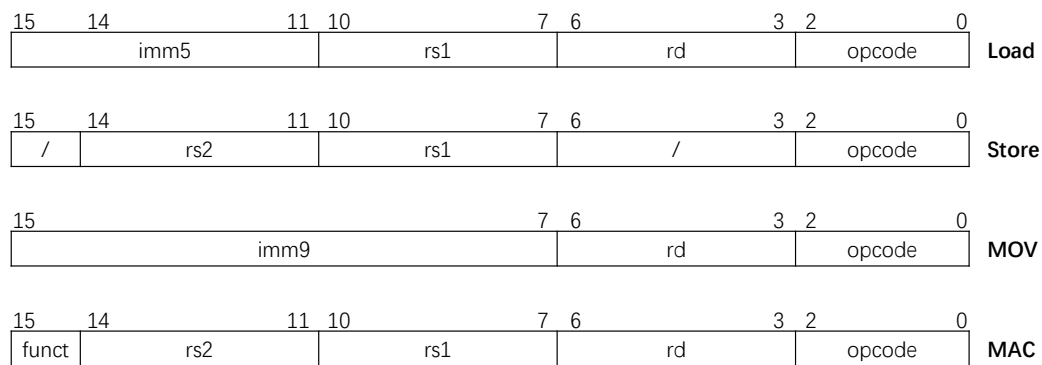 15 14 11 10 7 6 3 2 0
imm5 rs1 rd opcode Load
15 14 11 10 7 6 3 2 0
/ rs2 rs1 / opcode Store
15 7 6 3 2 0
imm9 rd opcode MOV
15 14 11 10 7 6 3 2 0
funct rs2 rs1 rd opcode MAC